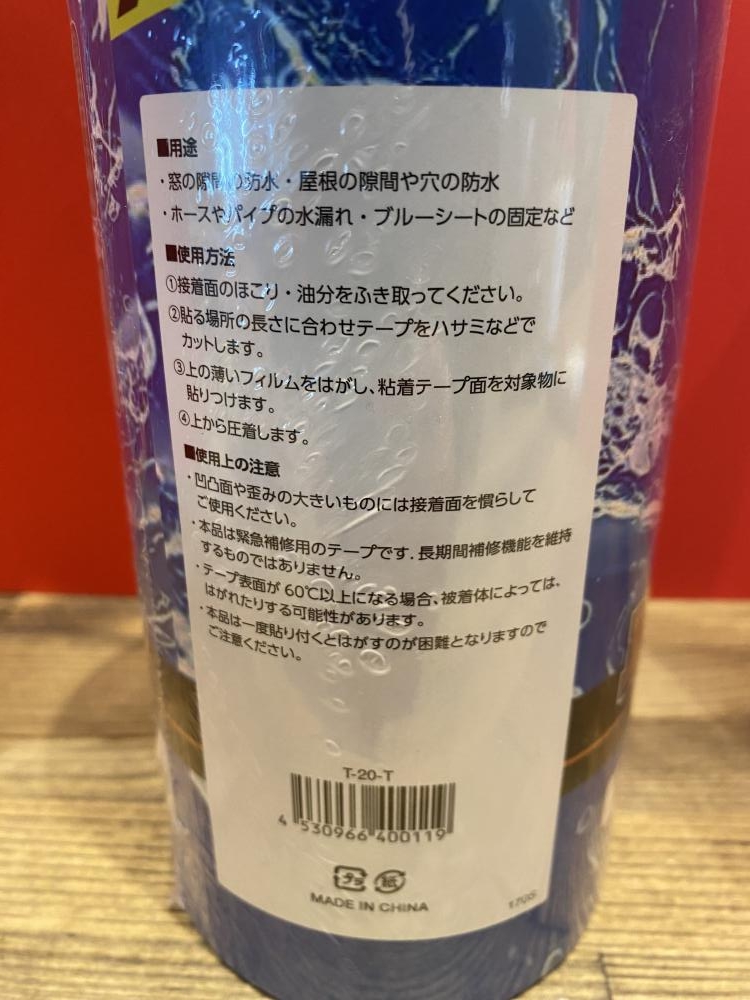 ■用途
・窓の隙間の防水・屋根の隙間や穴の防水
・ホースやパイプの水漏れ・ブルーシートの固定など
■使用方法
①接着面のほこり・油分をふき取ってください。
②貼る場所の長さに合わせテープをハサミなどで
カットします。
③上の薄いフィルムをはがし、粘着テープ面を対象物に
貼りつけます。
④上から圧着します。
■使用上の注意
・凹凸面や歪みの大きいものには接着面を慣らして
ご使用ください。
・本品は緊急補修用のテープです.長期間補修機能を維持
するものではありません。
・テープ表面が60℃以上になる場合、被着体によっては、
はがれたりする可能性があります。
・本品は一度貼り付くとはがすのが困難となりますので
ご注意ください。
T-20-T
4 530966 400119
プラ 紙
MADE IN CHINA